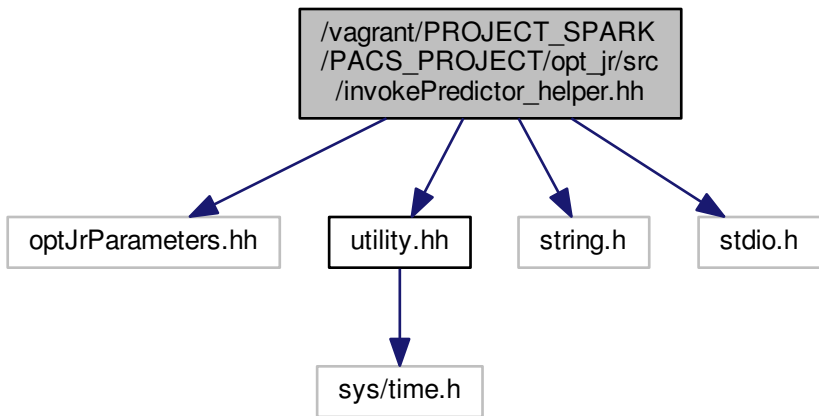 /vagrant/PROJECT_SPARK
/PACS_PROJECT/opt_jr/src
/invokePredictor_helper.hh
optJrParameters.hh
utility.hh
string.h
stdio.h
sys/time.h